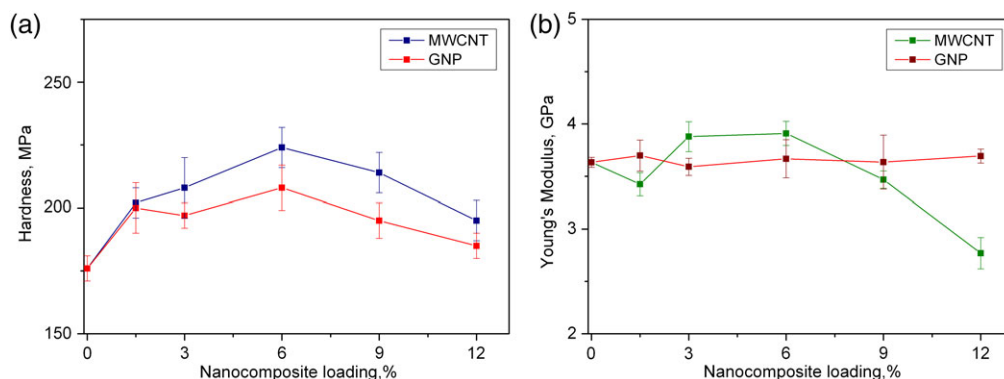 (a)
MWCNT
GNP
250
200
150
Hardness, MPa
0 3 6 9 12
Nanocomposite loading,%
(b)
MWCNT
GNP
5
4
3
2
Young's Modulus, GPa
0 3 6 9 12
Nanocomposite loading,%